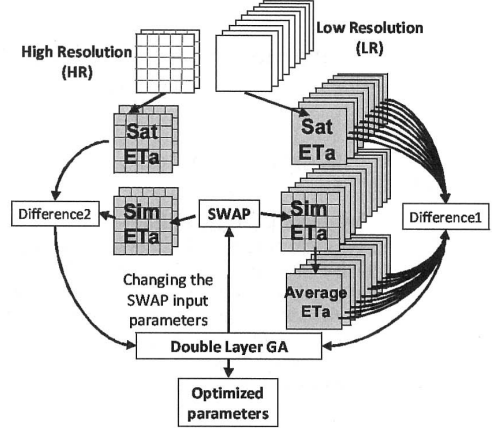 High Resolution
(HR)
Low Resolution
(LR)
Sat
ETa
Sat
ETa
Difference2
Sim
ETa
SWAP
Sim
ETa
Difference1
Changing the
SWAP input
parameters
Average
ETa
Double Layer GA
Optimized
parameters